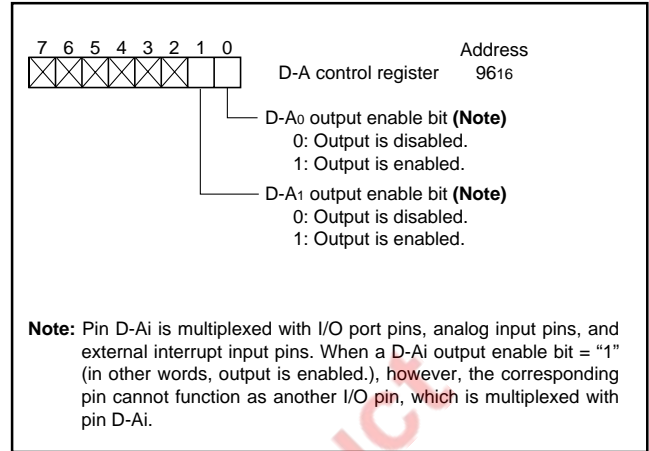 7 6 5 4 3 2 1 0
Address
D-A control register 9616
D-A0 output enable bit (Note)
0: Output is disabled.
1: Output is enabled.
D-A1 output enable bit (Note)
0: Output is disabled.
1: Output is enabled.
Note: Pin D-Ai is multiplexed with I/O port pins, analog input pins, and
external interrupt input pins. When a D-Ai output enable bit = “1”
(in other words, output is enabled.), however, the corresponding
pin cannot function as another I/O pin, which is multiplexed with
pin D-Ai.